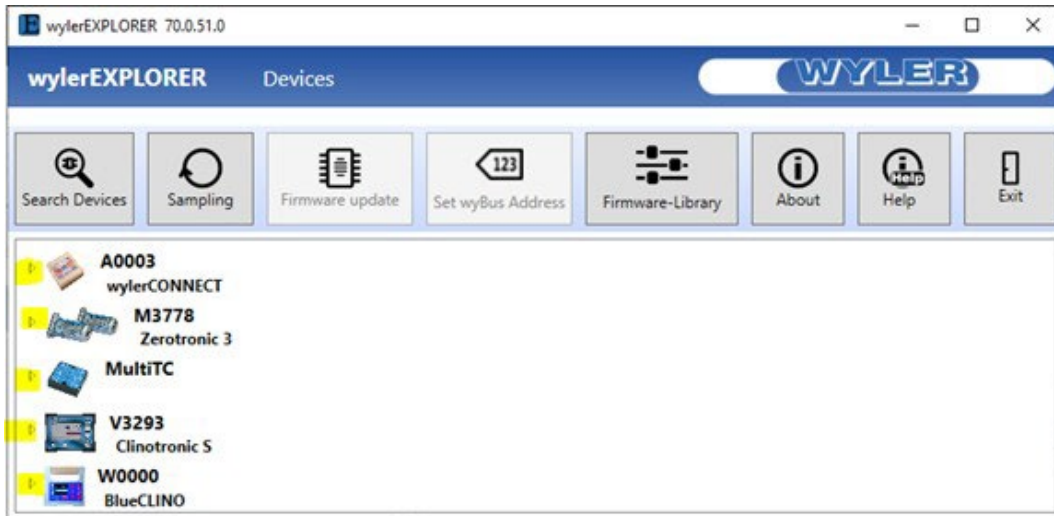 wylerEXPLORER 70.0.51.0
wylerEXPLORER Devices WYLER
123
Help
Search Devices Sampling Firmware update Set wyBus Address Firmware-Library About Help Exit
A0003
wylerCONNECT
M3778
Zerotronic 3
MultiTC
V3293
Clinotronic S
W0000
BlueCLINO